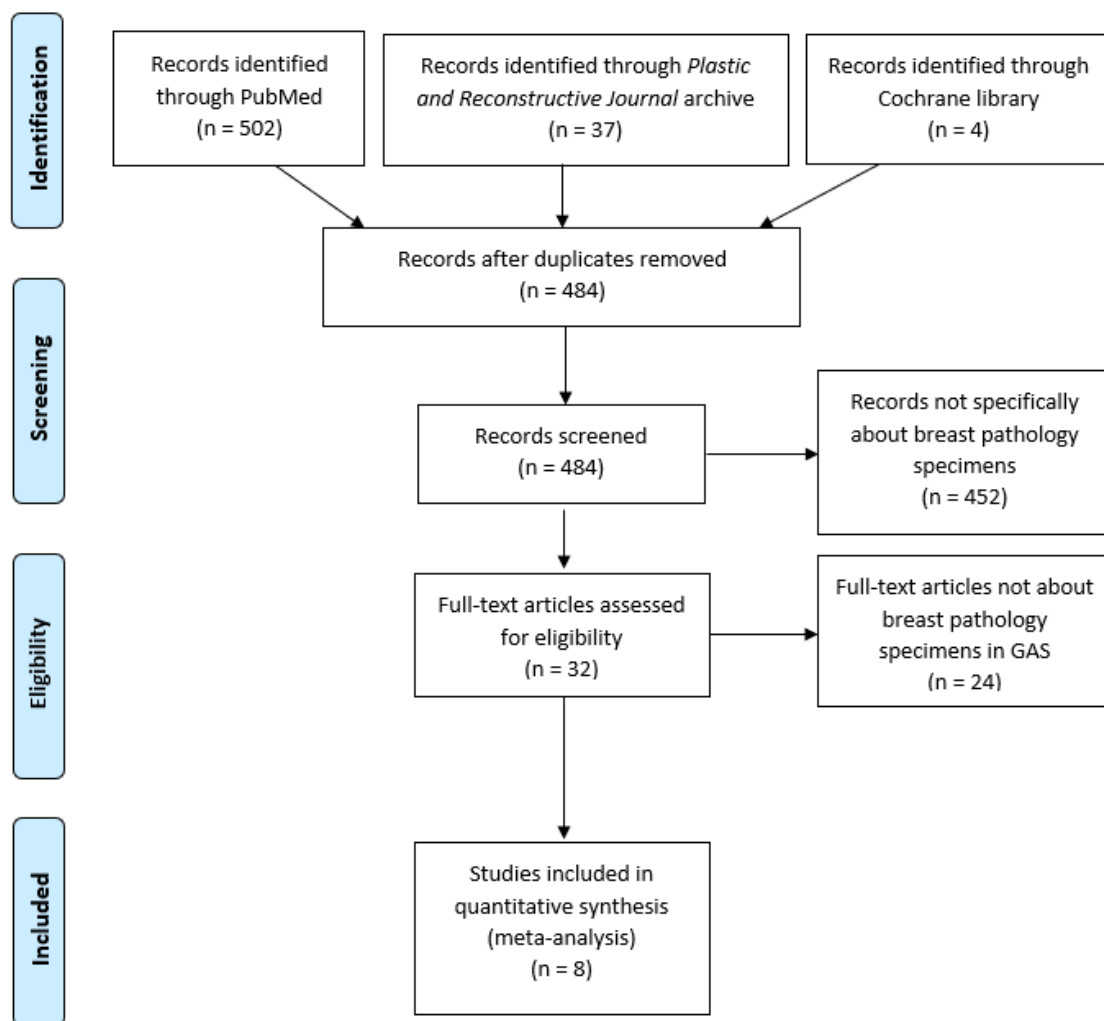 Identification
Records identified
through PubMed
(n = 502)
Records identified through Plastic
and Reconstructive Journal archive
(n = 37)
Records identified through
Cochrane library
(n = 4)
Records after duplicates removed
(n = 484)
Screening
Records screened
(n = 484)
Records not specifically
about breast pathology
specimens
(n = 452)
Eligibility
Full-text articles assessed
for eligibility
(n = 32)
Full-text articles not about
breast pathology
specimens in GAS
(n = 24)
Included
Studies included in
quantitative synthesis
(meta-analysis)
(n = 8)